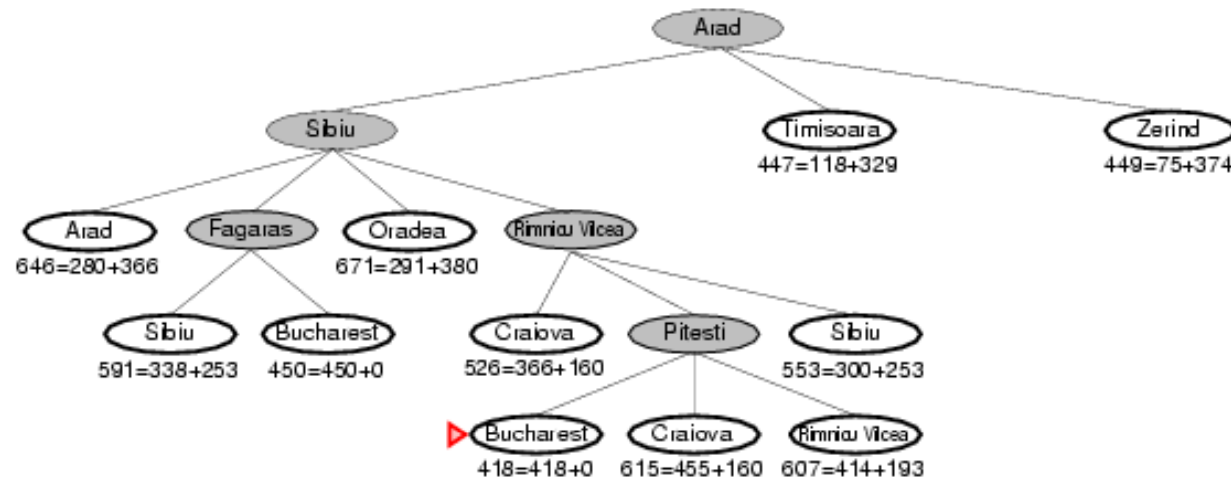 Arad
Sibiu
Timisoara
Zerind
447=118+329
449=75+374
Arad
Fagaras
Oradea
Rimnicu Vilcea
646=280+366
671=291+380
Sibiu
Bucharest
Craiova
Pitesti
Sibiu
591=338+253
450=450+0
526=366+160
553=300+253
Bucharest
Craiova
Rimnicu Vilcea
418=418+0
615=455+160
607=414+193